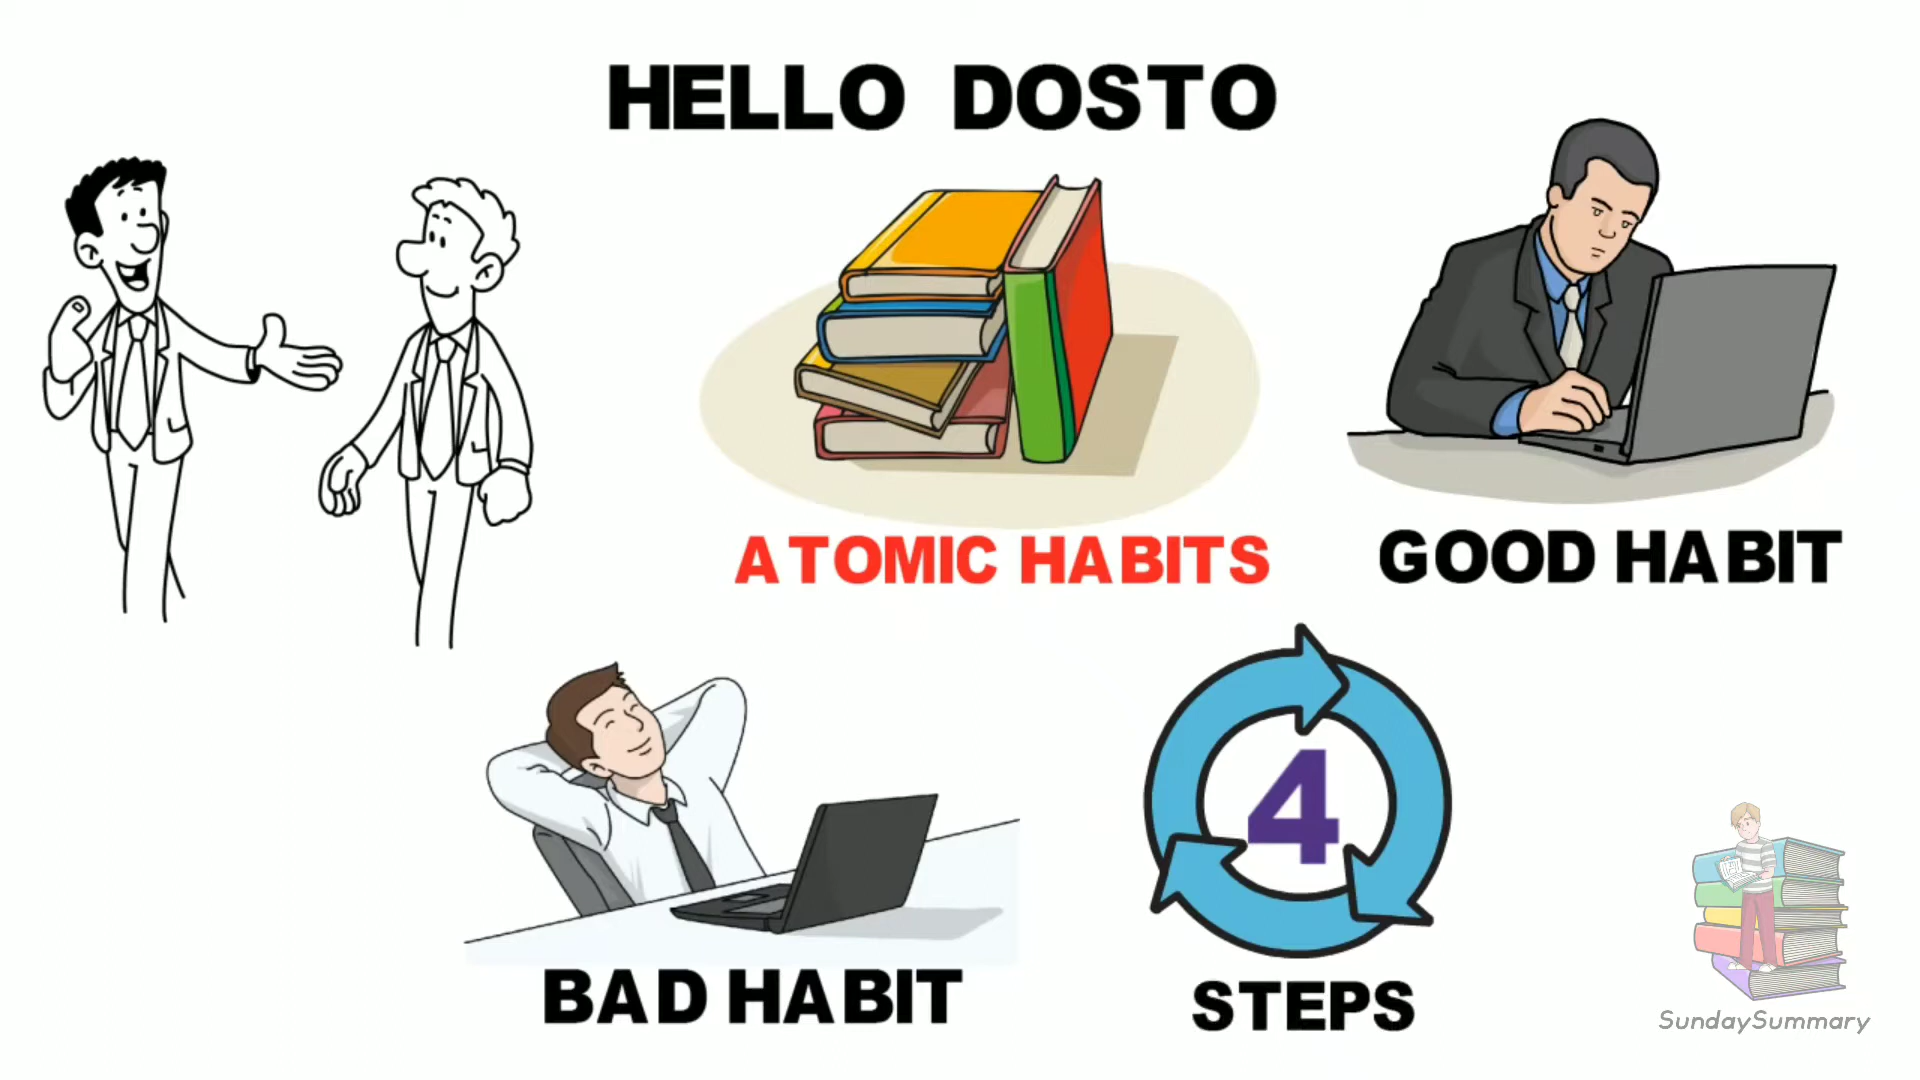 HELLO DOSTO
ATOMIC HABITS
GOOD HABIT
BAD HABIT
4
STEPS
SundaySummary